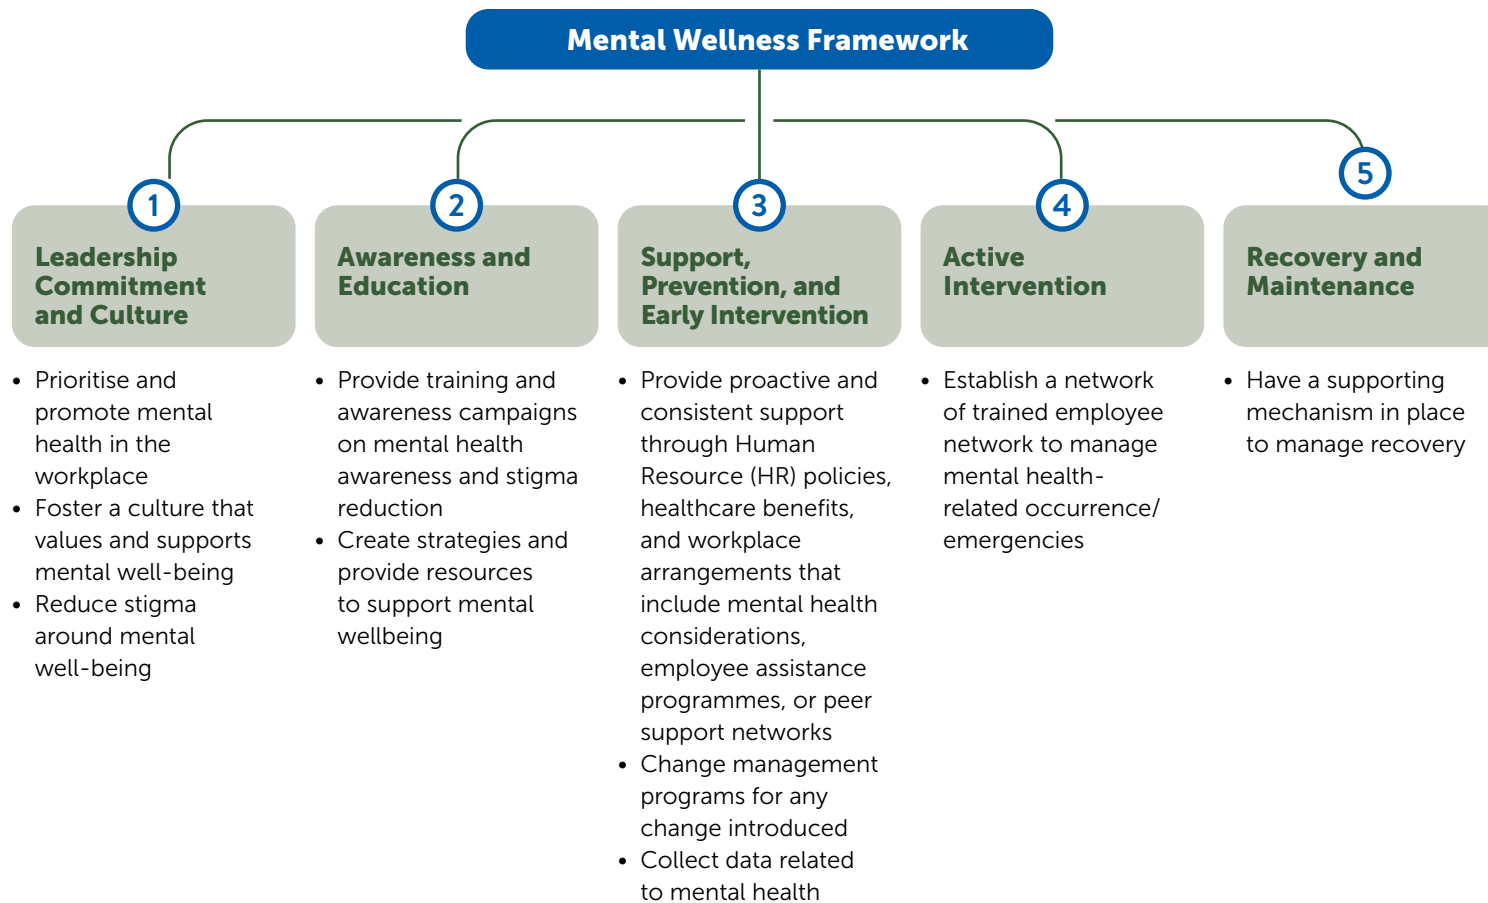 Mental Wellness Framework
1
Leadership
Commitment
and Culture
• Prioritise and
promote mental
health in the
workplace
• Foster a culture that
values and supports
mental well-being
• Reduce stigma
around mental
well-being
2
Awareness and
Education
• Provide training and
awareness campaigns
on mental health
awareness and stigma
reduction
• Create strategies and
provide resources
to support mental
wellbeing
3
Support,
Prevention, and
Early Intervention
• Provide proactive and
consistent support
through Human
Resource (HR) policies,
healthcare benefits,
and workplace
arrangements that
include mental health
considerations,
employee assistance
programmes, or peer
support networks
• Change management
programs for any
change introduced
• Collect data related
to mental health
4
Active
Intervention
• Establish a network
of trained employee
network to manage
mental health-
related occurrence/
emergencies
5
Recovery and
Maintenance
• Have a supporting
mechanism in place
to manage recovery